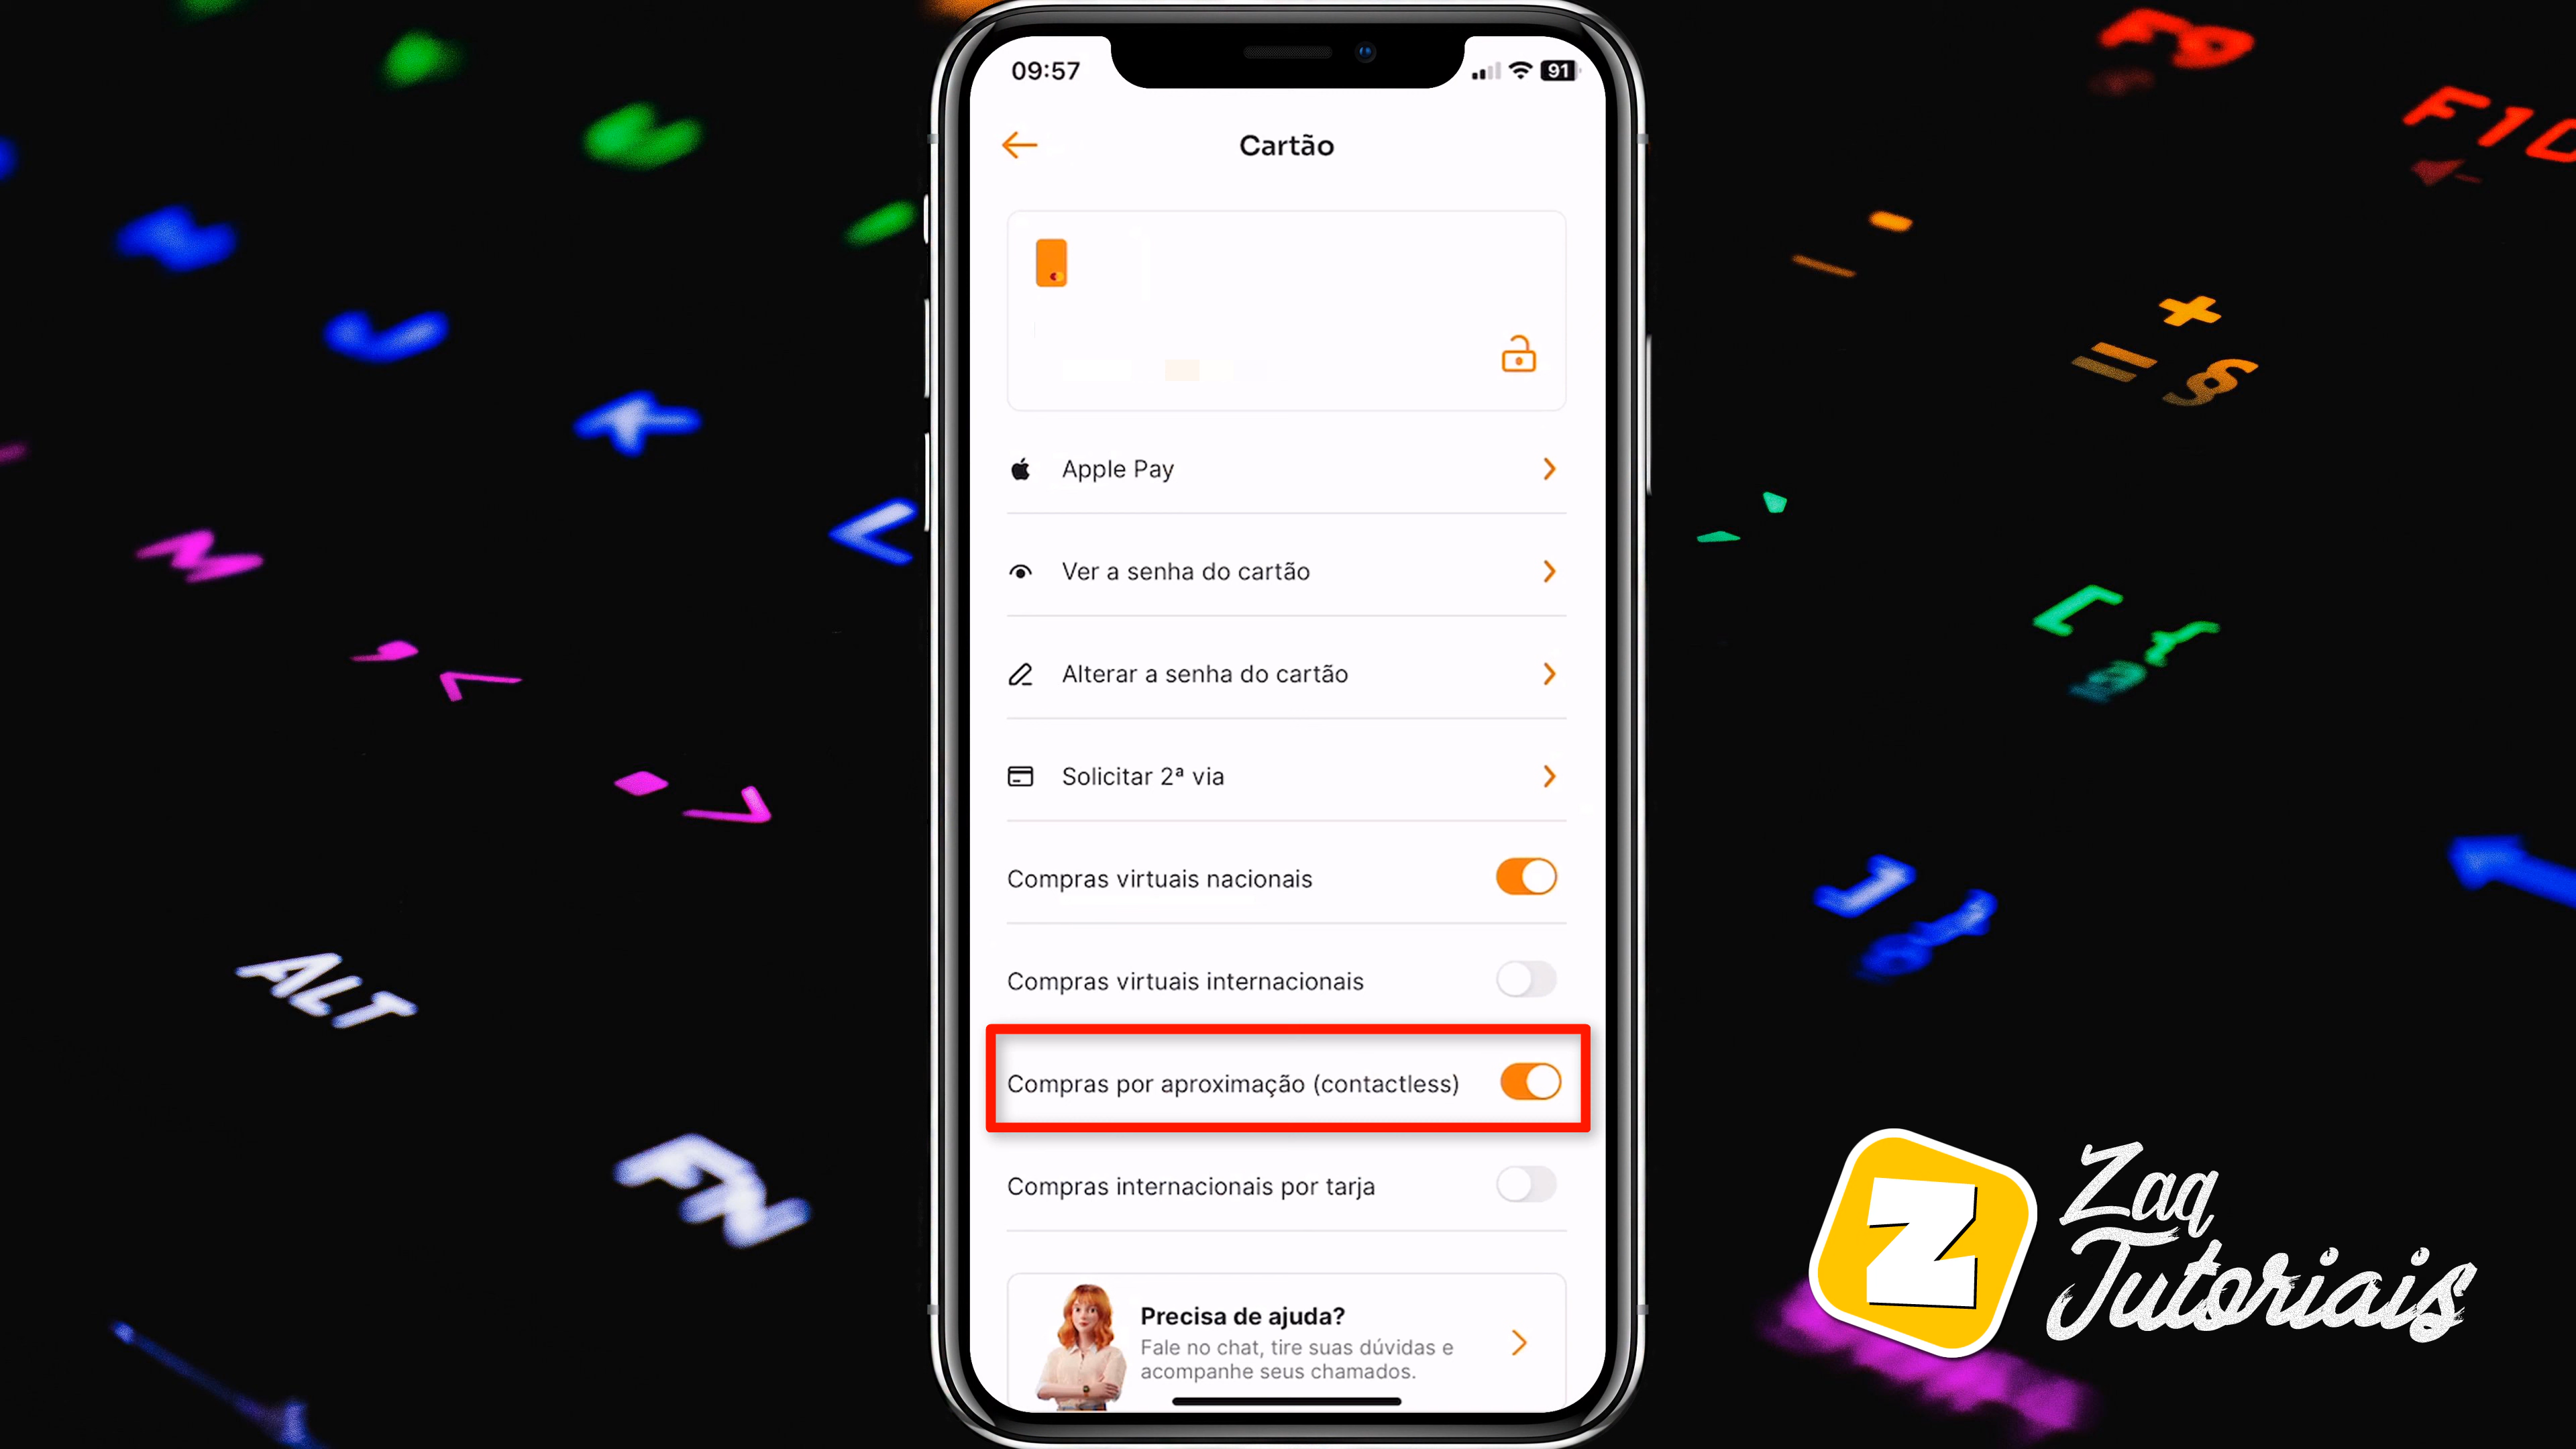 09:57
91
Cartão
Apple Pay
Ver a senha do cartão
Alterar a senha do cartão
Solicitar 2ª via
Compras virtuais nacionais
Compras virtuais internacionais
Compras por aproximação (contactless)
Compras internacionais por tarja
Precisa de ajuda?
Fale no chat, tire suas dúvidas e
acompanhe seus chamados.
F9
F10
+
= §
M
ALT
FN
Z
Zaq
Tutoriais